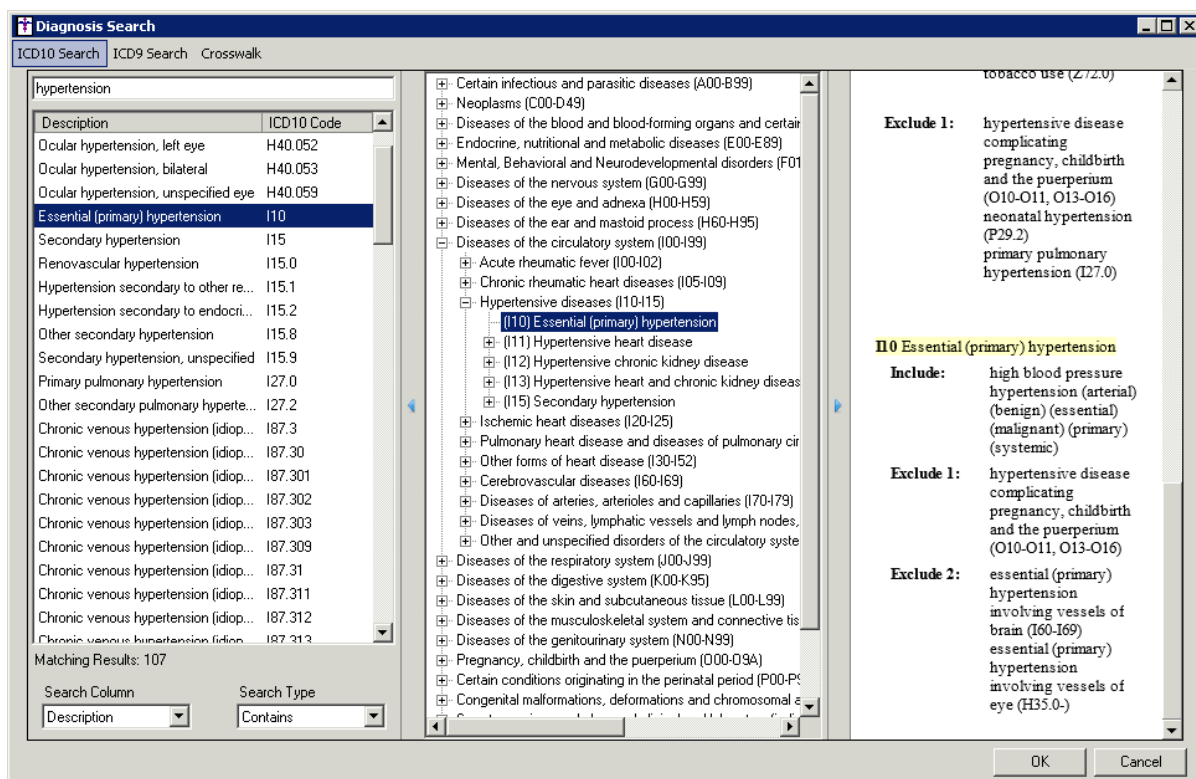 Diagnosis Search
ICD10 Search ICD9 Search Crosswalk
hypertension
Description ICD10 Code
Ocular hypertension, left eye H40.052
Ocular hypertension, bilateral H40.053
Ocular hypertension, unspecified eye H40.059
Essential (primary) hypertension I10
Secondary hypertension I15
Renovascular hypertension I15.0
Hypertension secondary to other re... I15.1
Hypertension secondary to endocri... I15.2
Other secondary hypertension I15.8
Secondary hypertension, unspecified I15.9
Primary pulmonary hypertension I27.0
Other secondary pulmonary hyperte... I27.2
Chronic venous hypertension (idiop... I87.3
Chronic venous hypertension (idiop... I87.30
Chronic venous hypertension (idiop... I87.301
Chronic venous hypertension (idiop... I87.302
Chronic venous hypertension (idiop... I87.303
Chronic venous hypertension (idiop... I87.309
Chronic venous hypertension (idiop... I87.31
Chronic venous hypertension (idiop... I87.311
Chronic venous hypertension (idiop... I87.312
Chronic venous hypertension (idiop... I87.313
Matching Results: 107
Search Column Search Type
Description Contains
Certain infectious and parasitic diseases (A00-B99)
Neoplasms (C00-D49)
Diseases of the blood and blood-forming organs and certain
Endocrine, nutritional and metabolic diseases (E00-E89)
Mental, Behavioral and Neurodevelopmental disorders (F01
Diseases of the nervous system (G00-G99)
Diseases of the eye and adnexa (H00-H59)
Diseases of the ear and mastoid process (H60-H95)
Diseases of the circulatory system (I00-I99)
Acute rheumatic fever (I00-I02)
Chronic rheumatic heart diseases (I05-I09)
Hypertensive diseases (I10-I15)
(I10) Essential (primary) hypertension
(I11) Hypertensive heart disease
(I12) Hypertensive chronic kidney disease
(I13) Hypertensive heart and chronic kidney diseas
(I15) Secondary hypertension
Ischemic heart diseases (I20-I25)
Pulmonary heart disease and diseases of pulmonary cir
Other forms of heart disease (I30-I52)
Cerebrovascular diseases (I60-I69)
Diseases of arteries, arterioles and capillaries (I70-I79)
Diseases of veins, lymphatic vessels and lymph nodes,
Other and unspecified disorders of the circulatory syste
Diseases of the respiratory system (J00-J99)
Diseases of the digestive system (K00-K95)
Diseases of the skin and subcutaneous tissue (L00-L99)
Diseases of the musculoskeletal system and connective tis
Diseases of the genitourinary system (N00-N99)
Pregnancy, childbirth and the puerperium (O00-O9A)
Certain conditions originating in the perinatal period (P00-P9
Congenital malformations, deformations and chromosomal a
tobacco use (Z72.0)
Exclude 1: hypertensive disease
complicating
pregnancy, childbirth
and the puerperium
(O10-O11, O13-O16)
neonatal hypertension
(P29.2)
primary pulmonary
hypertension (I27.0)
I10 Essential (primary) hypertension
Include: high blood pressure
hypertension (arterial)
(benign) (essential)
(malignant) (primary)
(systemic)
Exclude 1: hypertensive disease
complicating
pregnancy, childbirth
and the puerperium
(O10-O11, O13-O16)
Exclude 2: essential (primary)
hypertension
involving vessels of
brain (I60-I69)
essential (primary)
hypertension
involving vessels of
eye (H35.0-)
OK Cancel